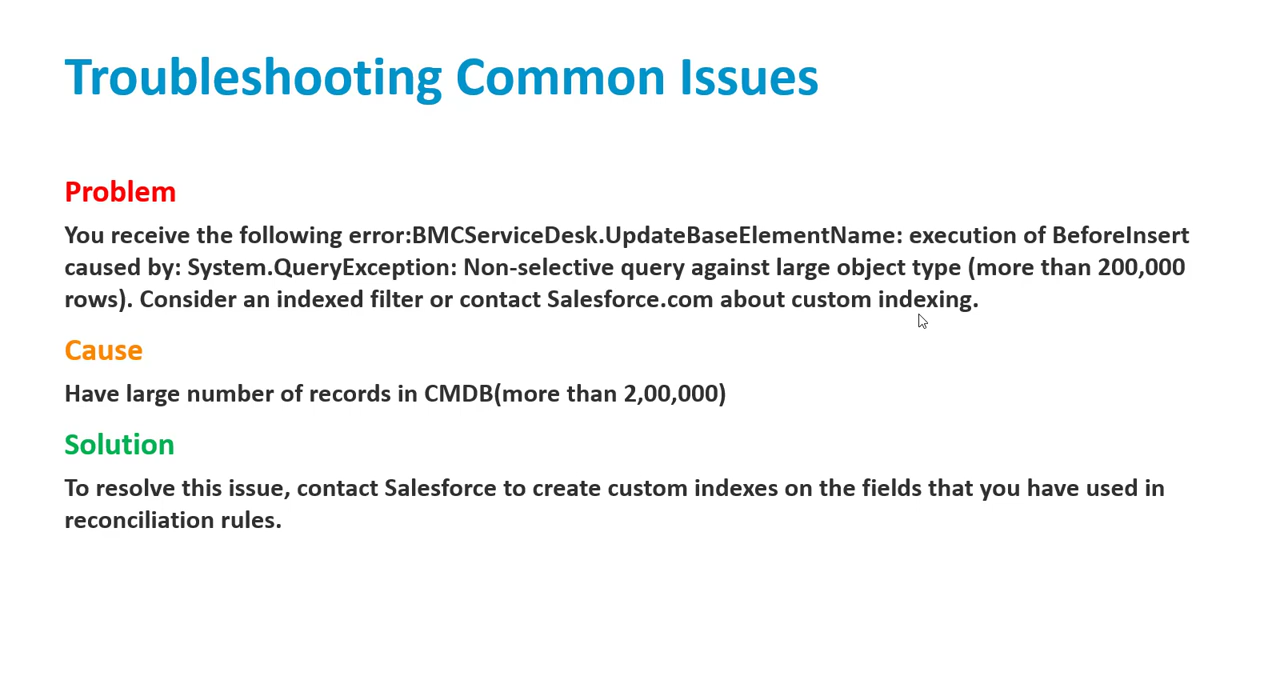 Troubleshooting Common Issues
Problem
You receive the following error:BMCServiceDesk.UpdateBaseElementName: execution of BeforeInsert
caused by: System.QueryException: Non-selective query against large object type (more than 200,000
rows). Consider an indexed filter or contact Salesforce.com about custom indexing.
Cause
Have large number of records in CMDB(more than 2,00,000)
Solution
To resolve this issue, contact Salesforce to create custom indexes on the fields that you have used in
reconciliation rules.